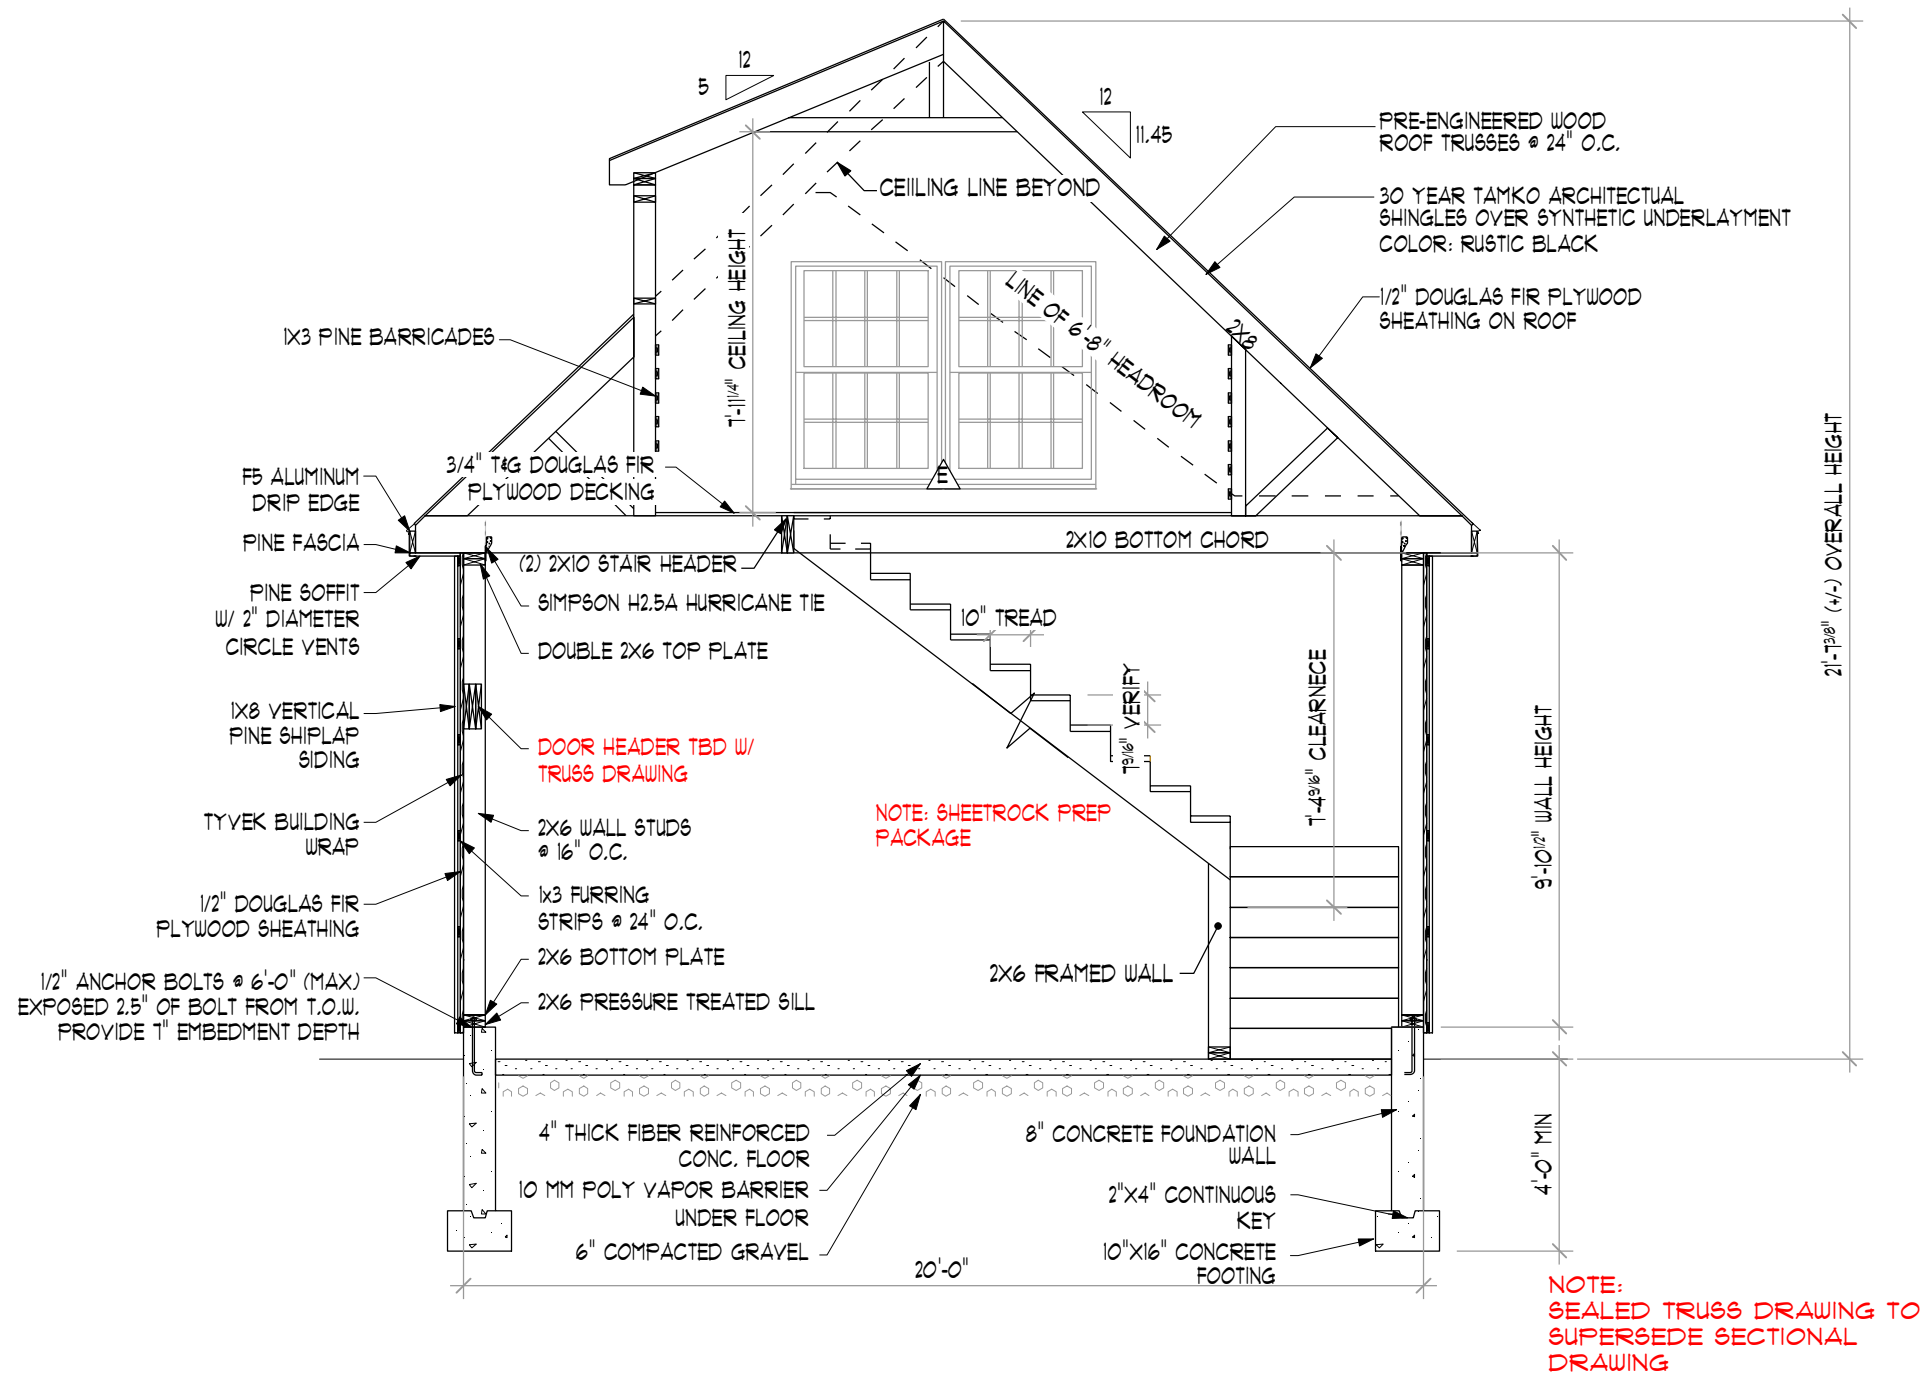 12
5
12
11.45
PRE-ENGINEERED WOOD
ROOF TRUSSES @ 24" O.C.
CEIILING LINE BEYOND
30 YEAR TAMKO ARCHITECTUAL
SHINGLES OVER SYNTHETIC UNDERLAYMENT
COLOR: RUSTIC BLACK
1/2" DOUGLAS FIR PLYWOOD
SHEATHING ON ROOF
7'-11 1/4" CEILING HEIGHT
LINE OF 6'-8" HEADROOM
2X8
1X3 PINE BARRICADES
E
3/4" T&G DOUGLAS FIR
PLYWOOD DECKING
F5 ALUMINUM
DRIP EDGE
PINE FASCIA
PINE SOFFIT
W/ 2" DIAMETER
CIRCLE VENTS
1X8 VERTICAL
PINE SHIPLAP
SIDING
TYVEK BUILDING
WRAP
1/2" DOUGLAS FIR
PLYWOOD SHEATHING
1/2" ANCHOR BOLTS @ 6'-0" (MAX)
EXPOSED 2.5" OF BOLT FROM T.O.W.
PROVIDE 7" EMBEDMENT DEPTH
(2) 2X10 STAIR HEADER
SIMPSON H2.5A HURRICANE TIE
DOUBLE 2X6 TOP PLATE
DOOR HEADER TBD W/
TRUSS DRAWING
2X6 WALL STUDS
@ 16" O.C.
1x3 FURRING
STRIPS @ 24" O.C.
2X6 BOTTOM PLATE
2X6 PRESSURE TREATED SILL
2X10 BOTTOM CHORD
10" TREAD
7 9/16" VERIFY
7'-4 9/16" CLEARNECE
NOTE: SHEETROCK PREP
PACKAGE
2X6 FRAMED WALL
9'-10 1/2" WALL HEIGHT
21'-7 3/8" (+/-) OVERALL HEIGHT
4'-0" MIN
4" THICK FIBER REINFORCED
CONC. FLOOR
10 MM POLY VAPOR BARRIER
UNDER FLOOR
6" COMPACTED GRAVEL
8" CONCRETE FOUNDATION
WALL
2"X4" CONTINUOUS
KEY
10"X16" CONCRETE
FOOTING
20'-0"
NOTE:
SEALED TRUSS DRAWING TO
SUPERSEDE SECTIONAL
DRAWING